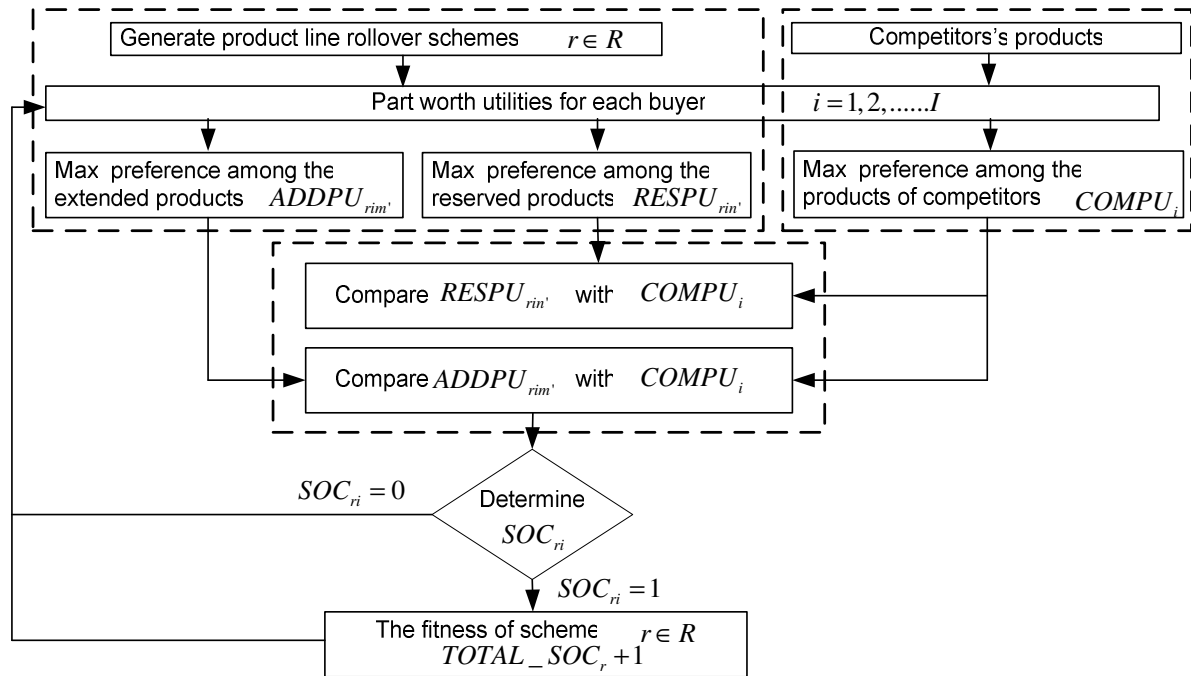 Generate product line rollover schemes r ∈ R
Competitors's products
Part worth utilities for each buyer i = 1, 2, ......I
Max preference among the
extended products ADDPU_rim'
Max preference among the
reserved products RESPU_rin'
Max preference among the
products of competitors COMPU_i
Compare RESPU_rin' with COMPU_i
Compare ADDPU_rim' with COMPU_i
SOC_ri = 0
Determine
SOC_ri
SOC_ri = 1
The fitness of scheme r ∈ R
TOTAL_SOC_r + 1